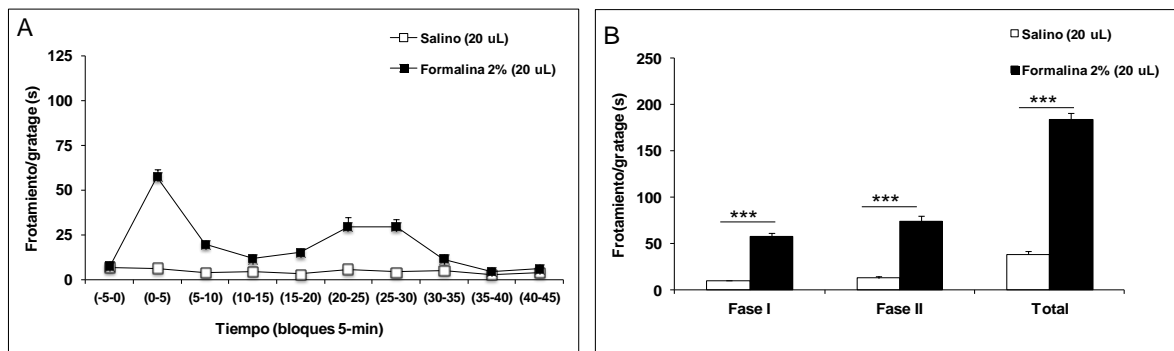 A
Salino (20 uL)
Formalina 2% (20 uL)
Frotamiento/gratage (s)
125
100
75
50
25
0
(-5-0) (0-5) (5-10) (10-15) (15-20) (20-25) (25-30) (30-35) (35-40) (40-45)
Tiempo (bloques 5-min)
B
Salino (20 uL)
Formalina 2% (20 uL)
Frotamiento/gratage (s)
250
200
150
100
50
0
***
***
***
Fase I Fase II Total